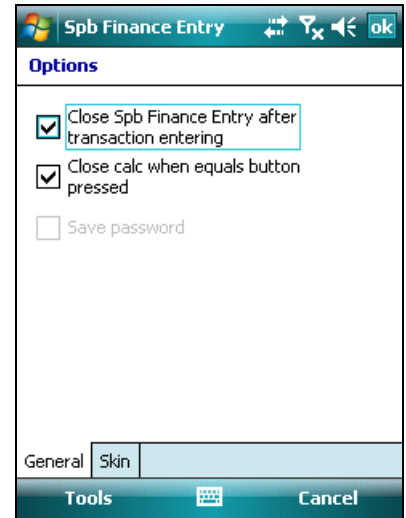 Spb Finance Entry ok
Options
Close Spb Finance Entry after
transaction entering
Close calc when equals button
pressed
Save password
General Skin
Tools Cancel